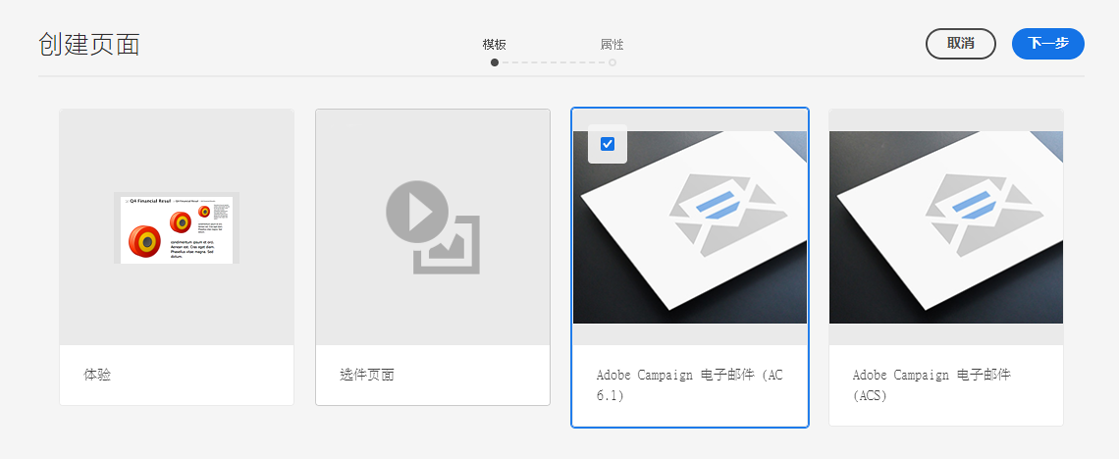 创建页面
模板
属性
取消
下一步
Q4 Financial Resul
condimentum ipsum et orci.
Aenean est. Cras eget diam.
Phasellus vitae magna. Sed
dictum.
体验
选件页面
Adobe Campaign 电子邮件 (AC
6.1)
Adobe Campaign 电子邮件
(ACS)